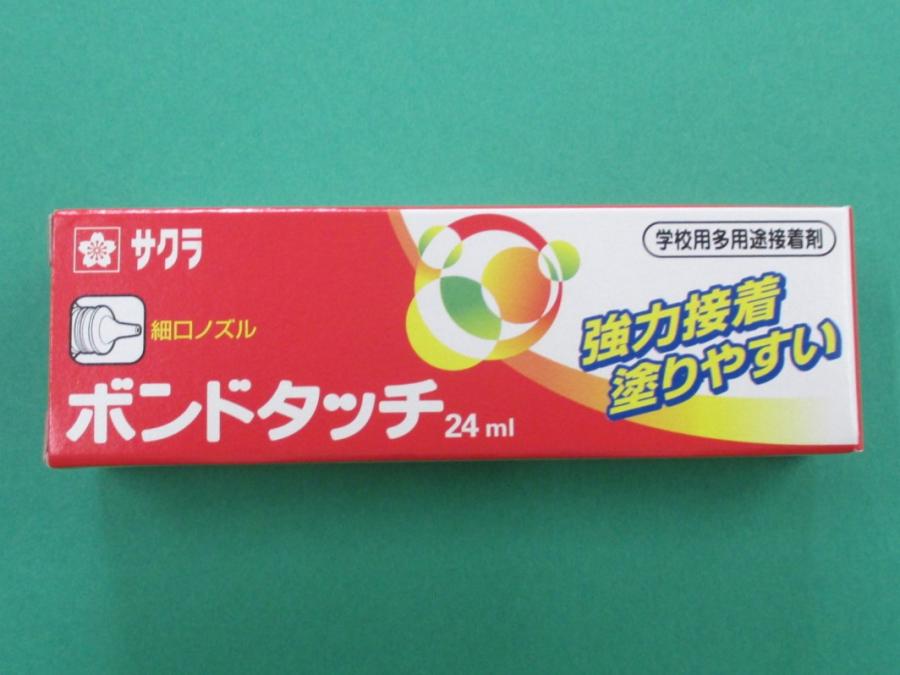 サクラ
細口ノズル
ボンドタッチ 24 ml
学校用多用途接着剤
強力接着
塗りやすい